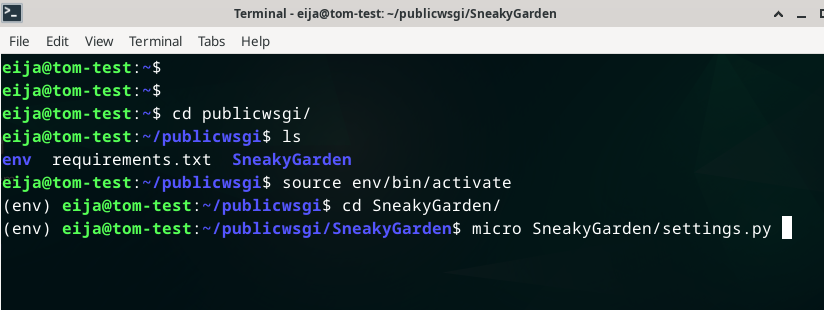 Terminal - eija@tom-test: ~/publicwsgi/SneakyGarden
File Edit View Terminal Tabs Help
eija@tom-test:~$
eija@tom-test:~$
eija@tom-test:~$ cd publicwsgi/
eija@tom-test:~/publicwsgi$ ls
env requirements.txt SneakyGarden
eija@tom-test:~/publicwsgi$ source env/bin/activate
(env) eija@tom-test:~/publicwsgi$ cd SneakyGarden/
(env) eija@tom-test:~/publicwsgi/SneakyGarden$ micro SneakyGarden/settings.py